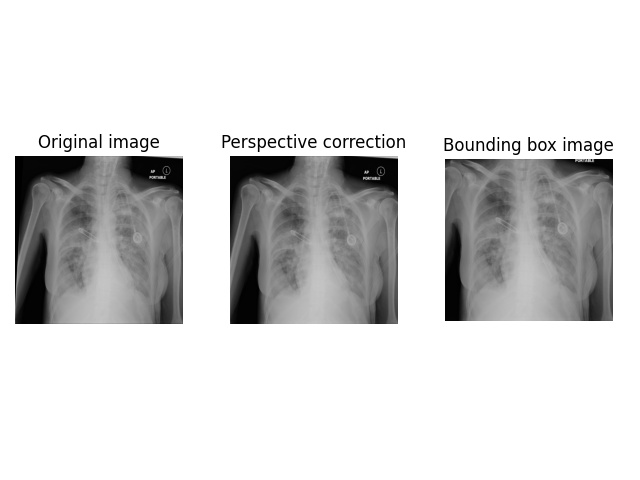 Original image
Perspective correction
Bounding box image
AP
L
PORTABLE
AP
L
PORTABLE
PORTABLE